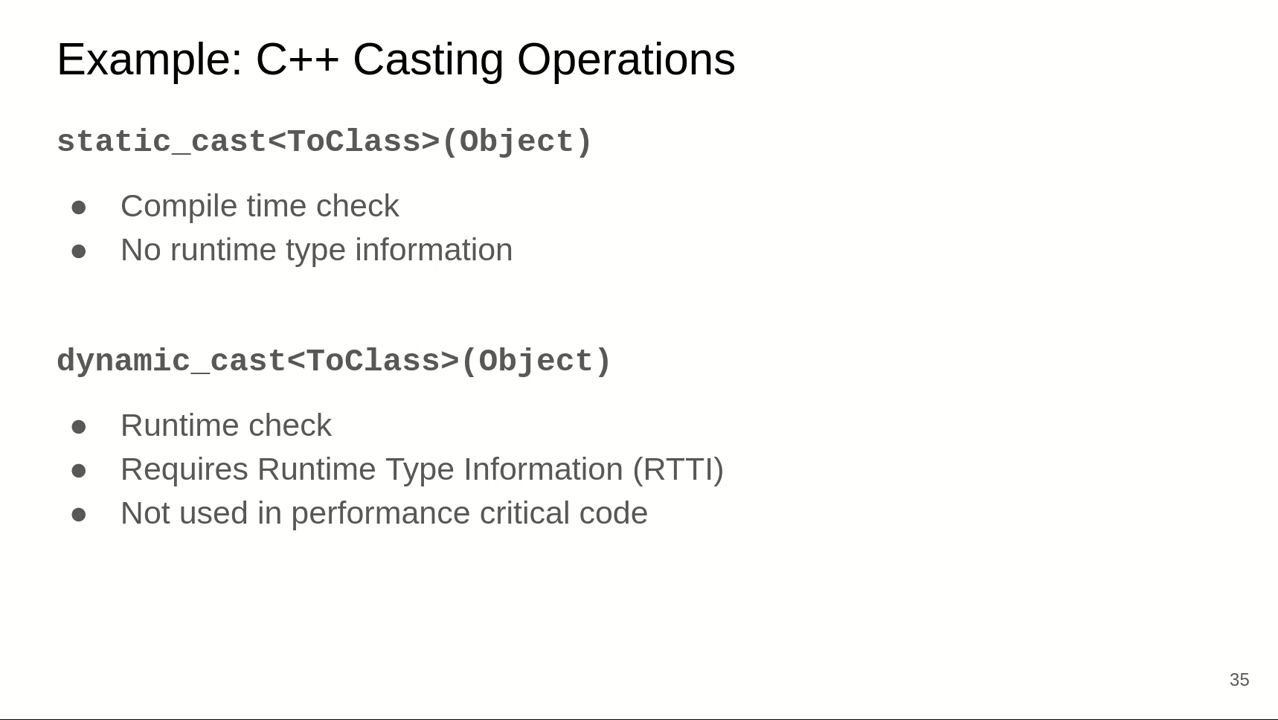 Example: C++ Casting Operations
static_cast<ToClass>(Object)
● Compile time check
● No runtime type information
dynamic_cast<ToClass>(Object)
● Runtime check
● Requires Runtime Type Information (RTTI)
● Not used in performance critical code
35